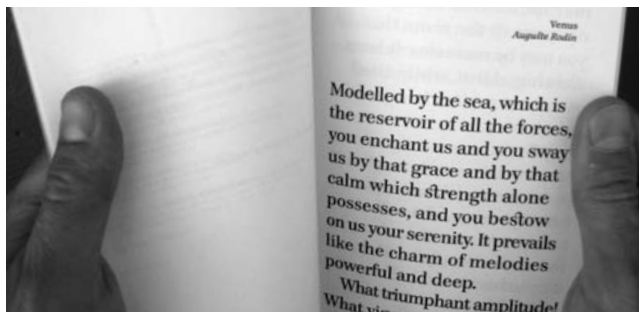 Venus
Auguste Rodin
Modelled by the sea, which is
the reservoir of all the forces,
you enchant us and you sway
us by that grace and by that
calm which strength alone
possesses, and you bestow
on us your serenity. It prevails
like the charm of melodies
powerful and deep.
What triumphant amplitude!
What